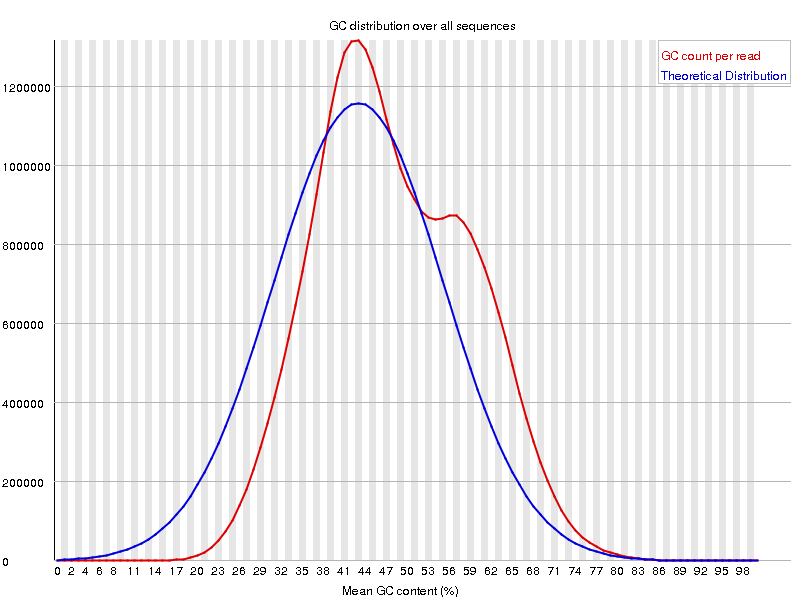 GC distribution over all sequences
GC count per read
Theoretical Distribution
1200000
1000000
800000
600000
400000
200000
0
0 2 4 6 8 11 14 17 20 23 26 29 32 35 38 41 44 47 50 53 56 59 62 65 68 71 74 77 80 83 86 89 92 95 98
Mean GC content (%)